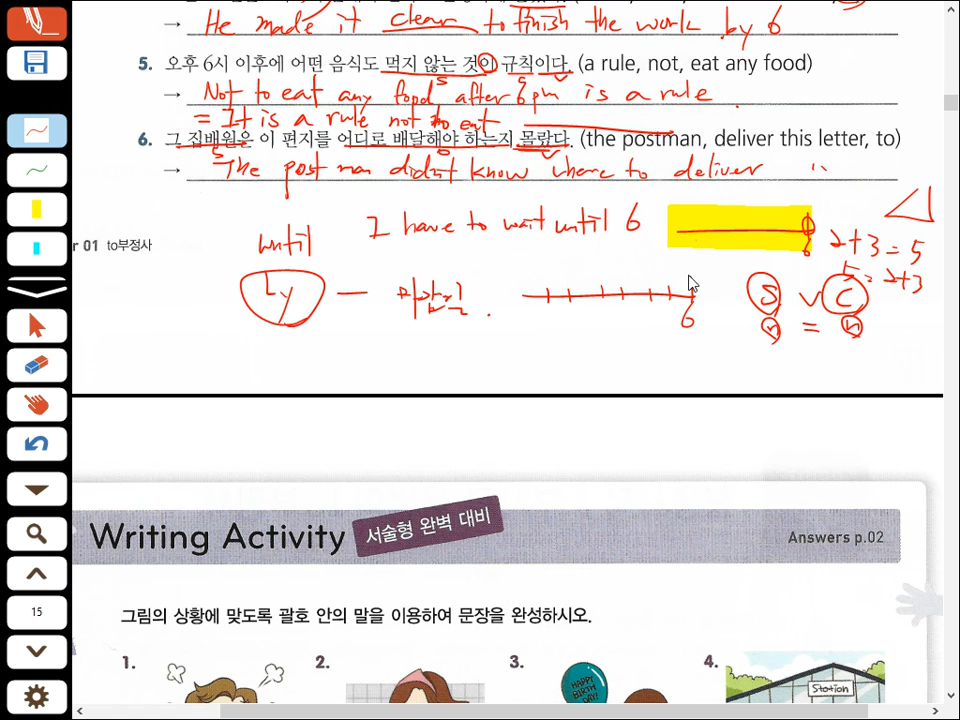 → He made it clear to finish the work by 6
5. 오후 6시 이후에 어떤 음식도 먹지 않는 것이 규칙이다. (a rule, not, eat any food)
→ Not to eat any food after 6pm is a rule.
= It is a rule not to eat
6. 그 집배원은 이 편지를 어디로 배달해야 하는지 몰랐다. (the postman, deliver this letter, to)
→ The postman didn't know where to deliver "
I have to wait until 6
6
2+3=5
5=2+3
until
r 01 to부정사
Ly
6
S v C
n = n
Writing Activity 서술형 완벽 대비
Answers p.02
15
그림의 상황에 맞도록 괄호 안의 말을 이용하여 문장을 완성하시오.
1. 2. 3. 4.
HAPPY BIRTHDAY!
Station